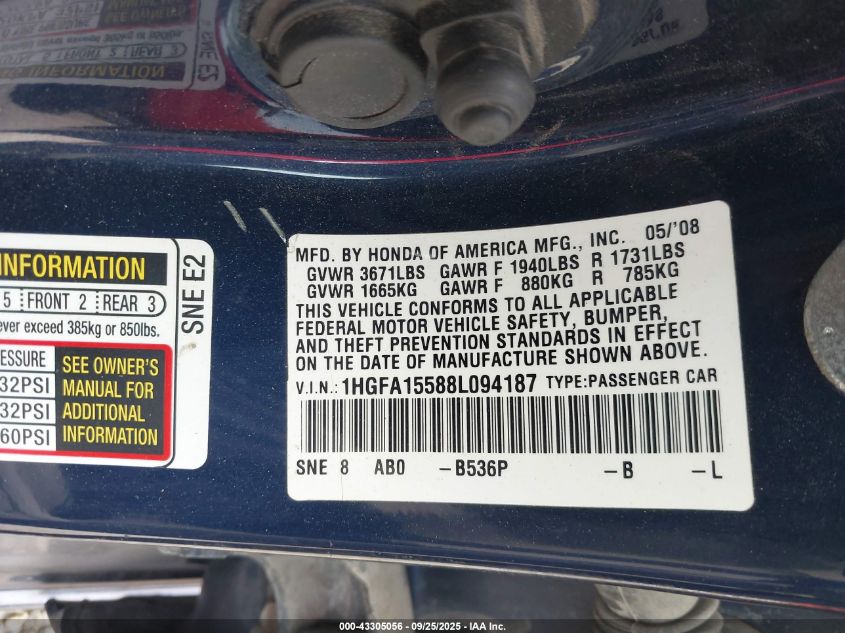 INFORMATION
5 FRONT 2 REAR 3
ever exceed 385kg or 850lbs.
PRESSURE
32PSI
32PSI
60PSI
SEE OWNER'S
MANUAL FOR
ADDITIONAL
INFORMATION
SNE E2
MFD. BY HONDA OF AMERICA MFG., INC. 05/'08
GVWR 3671LBS GAWR F 1940LBS R 1731LBS
GVWR 1665KG GAWR F 880KG R 785KG
THIS VEHICLE CONFORMS TO ALL APPLICABLE
FEDERAL MOTOR VEHICLE SAFETY, BUMPER,
AND THEFT PREVENTION STANDARDS IN EFFECT
ON THE DATE OF MANUFACTURE SHOWN ABOVE.
V.I.N.: 1HGFA15588L094187 TYPE:PASSENGER CAR
SNE 8 AB0 -B536P -B -L
000-43305056 - 09/25/2025 - IAA Inc.